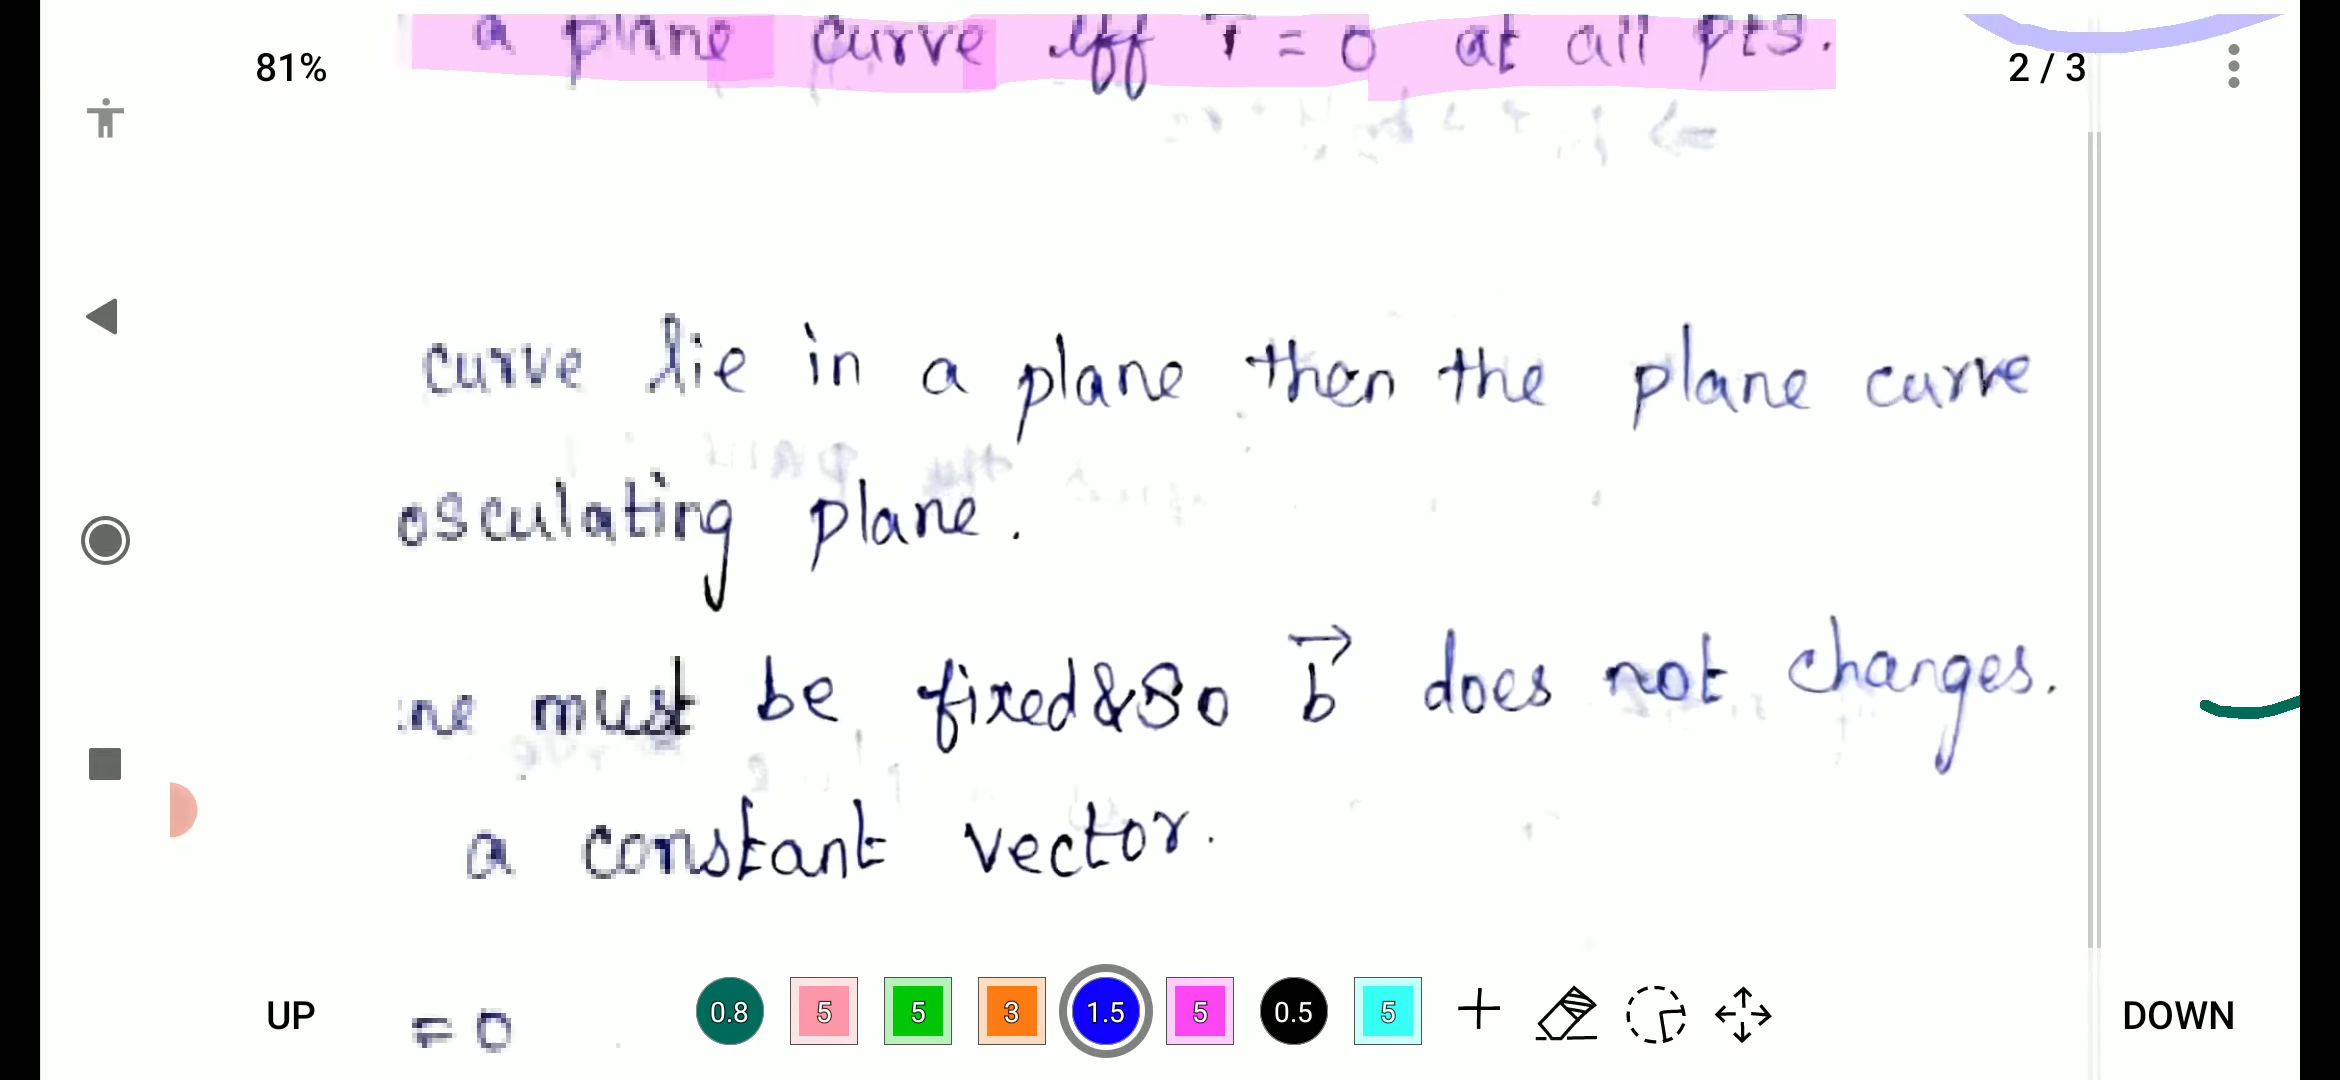 a plane curve iff τ = 0 at all pts.
81%
2 / 3
curve lie in a plane then the plane curve
osculating plane.
ne must be fixed & so b⃗ does not changes.
a constant vector.
= 0
UP
0.8 5 5 3 1.5 5 0.5 5
DOWN